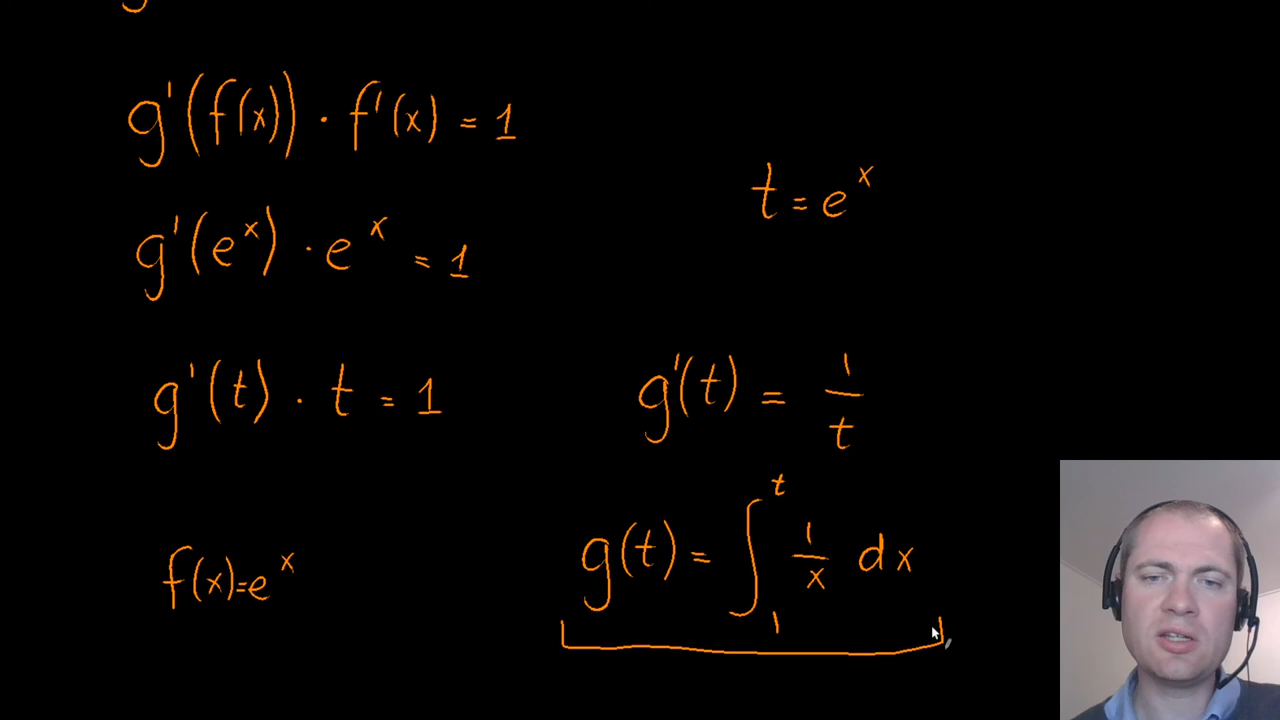 g'(f(x)) · f'(x) = 1
t = e^x
g'(e^x) · e^x = 1
g'(t) · t = 1
g'(t) = 1/t
f(x)=e^x
g(t) = ∫_1^t 1/x dx